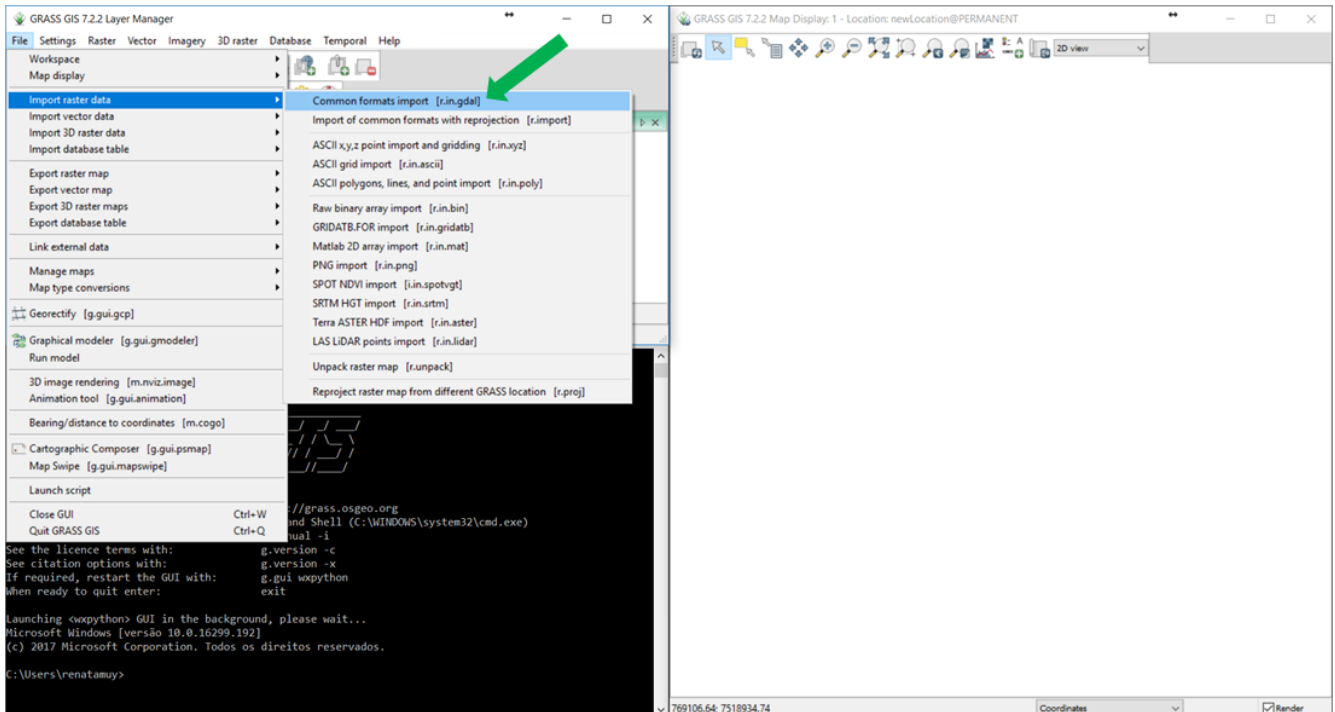 GRASS GIS 7.2.2 Layer Manager
File Settings Raster Vector Imagery 3D raster Database Temporal Help
Workspace
Map display
Import raster data
Import vector data
Import 3D raster data
Import database table
Export raster map
Export vector map
Export 3D raster maps
Export database table
Link external data
Manage maps
Map type conversions
Georectify [g.gui.gcp]
Graphical modeler [g.gui.gmodeler]
Run model
3D image rendering [m.nviz.image]
Animation tool [g.gui.animation]
Bearing/distance to coordinates [m.cogo]
Cartographic Composer [g.gui.psmap]
Map Swipe [g.gui.mapswipe]
Launch script
Close GUI Ctrl+W
Quit GRASS GIS Ctrl+Q
Common formats import [r.in.gdal]
Import of common formats with reprojection [r.import]
ASCII x,y,z point import and gridding [r.in.xyz]
ASCII grid import [r.in.ascii]
ASCII polygons, lines, and point import [r.in.poly]
Raw binary array import [r.in.bin]
GRIDATB.FOR import [r.in.gridatb]
Matlab 2D array import [r.in.mat]
PNG import [r.in.png]
SPOT NDVI import [i.in.spotvgt]
SRTM HGT import [r.in.srtm]
Terra ASTER HDF import [r.in.aster]
LAS LiDAR points import [r.in.lidar]
Unpack raster map [r.unpack]
Reproject raster map from different GRASS location [r.proj]
://grass.osgeo.org
and Shell (C:\WINDOWS\system32\cmd.exe)
nual -i
See the licence terms with: g.version -c
See citation options with: g.version -x
If required, restart the GUI with: g.gui wxpython
When ready to quit enter: exit
Launching <wxpython> GUI in the background, please wait...
Microsoft Windows [versão 10.0.16299.192]
(c) 2017 Microsoft Corporation. Todos os direitos reservados.
C:\Users\renatamuy>
GRASS GIS 7.2.2 Map Display: 1 - Location: newLocation@PERMANENT
2D view
769106.64; 7518934.74 Coordinates Render